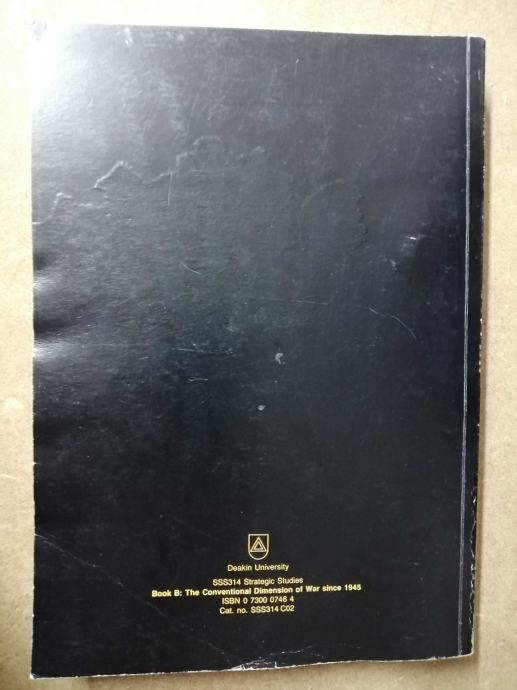 Deakin University
SSS314 Strategic Studies
Book B: The Conventional Dimension of War since 1945
ISBN 0 7300 0746 4
Cat. no. SSS314 C02